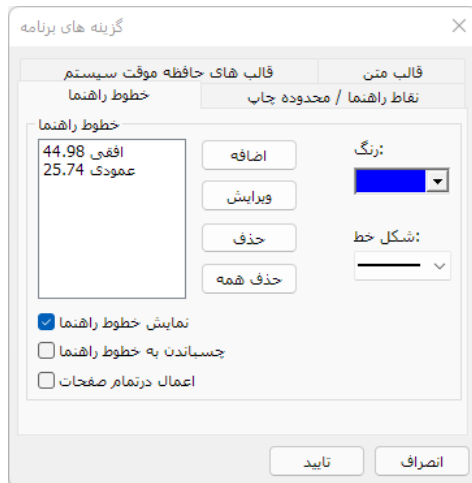 گزینه های برنامه
قالب متن
قالب های حافظه موقت سیستم
نقاط راهنما / محدوده چاپ
خطوط راهنما
خطوط راهنما
افقی 44.98
عمودی 25.74
اضافه
ویرایش
حذف
حذف همه
رنگ:
شکل خط:
نمایش خطوط راهنما
چسباندن به خطوط راهنما
اعمال درتمام صفحات
انصراف
تایید